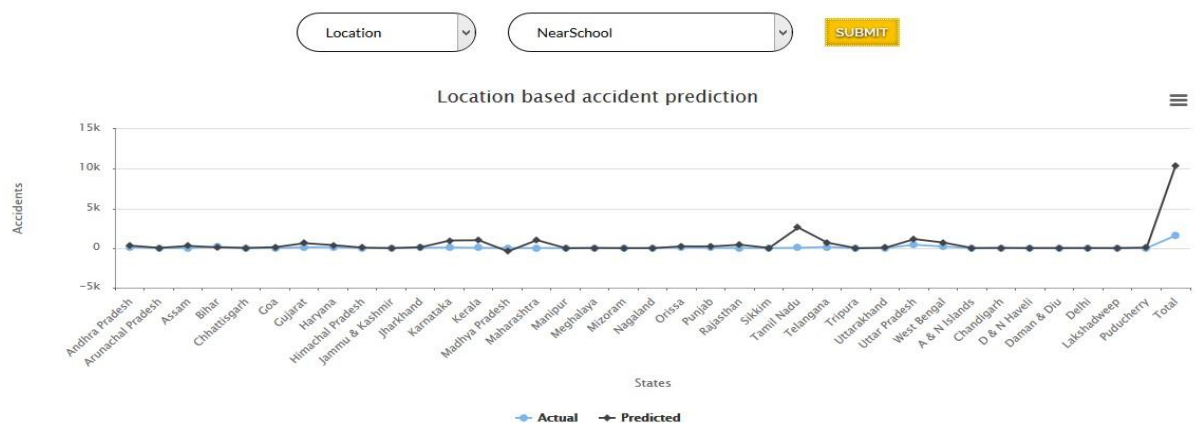 Location NearSchool SUBMIT
Location based accident prediction
15k
10k
5k
0
−5k
Accidents
Andhra Pradesh
Arunachal Pradesh
Assam
Bihar
Chhattisgarh
Goa
Gujarat
Haryana
Himachal Pradesh
Jammu & Kashmir
Jharkhand
Karnataka
Kerala
Madhya Pradesh
Maharashtra
Manipur
Meghalaya
Mizoram
Nagaland
Orissa
Punjab
Rajasthan
Sikkim
Tamil Nadu
Telangana
Tripura
Uttarakhand
Uttar Pradesh
West Bengal
A & N Islands
Chandigarh
D & N Haveli
Daman & Diu
Delhi
Lakshadweep
Puducherry
Total
States
Actual Predicted